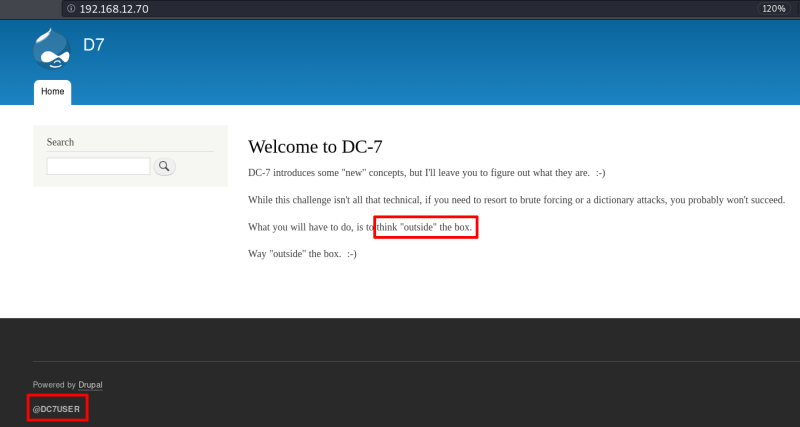 192.168.12.70
120%
D7
Home
Search
Welcome to DC-7
DC-7 introduces some "new" concepts, but I'll leave you to figure out what they are. :-)
While this challenge isn't all that technical, if you need to resort to brute forcing or a dictionary attacks, you probably won't succeed.
What you will have to do, is to think "outside" the box.
Way "outside" the box. :-)
Powered by Drupal
@DC7USER